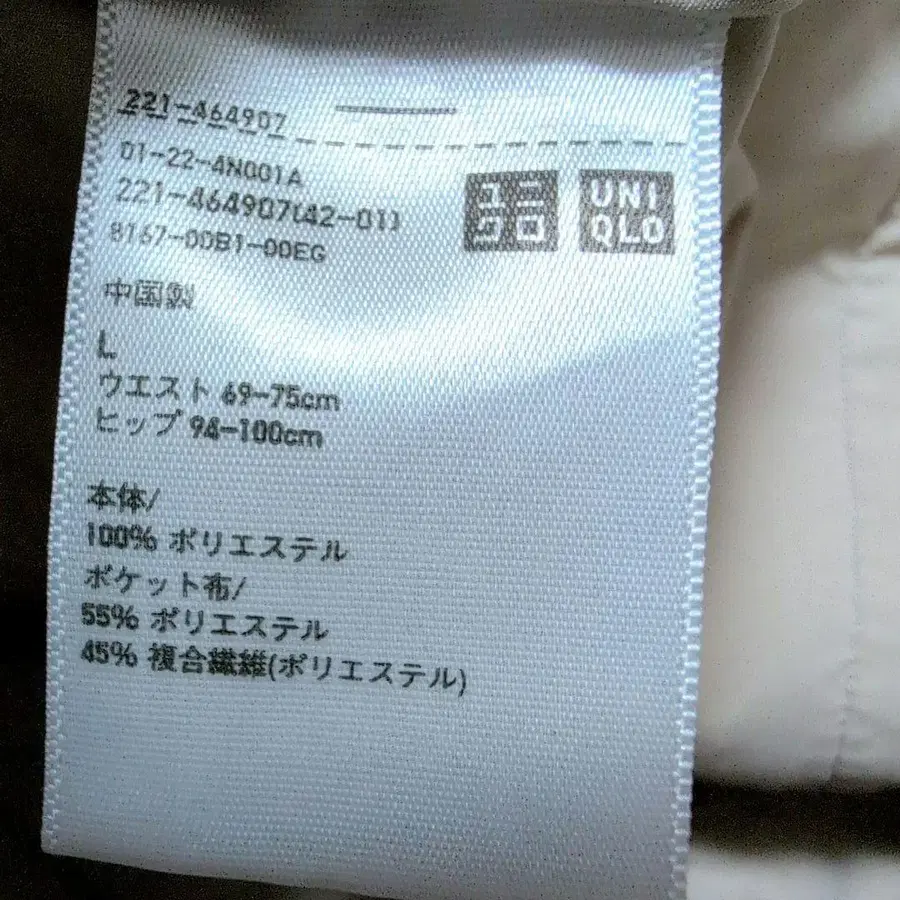 221-464907
01-22-4N001A
221-464907(42-01)
8167-00B1-00EG
ユニ
クロ
UNI
QLO
中国製
L
ウエスト 69-75cm
ヒップ 94-100cm
本体/
100% ポリエステル
ポケット布/
55% ポリエステル
45% 複合繊維(ポリエステル)